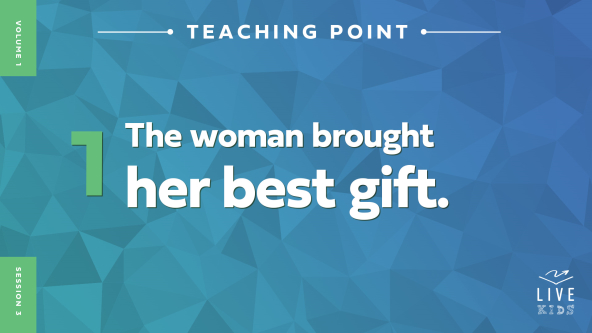 VOLUME 1
TEACHING POINT
1
The woman brought
her best gift.
SESSION 3
LIVE
KIDS